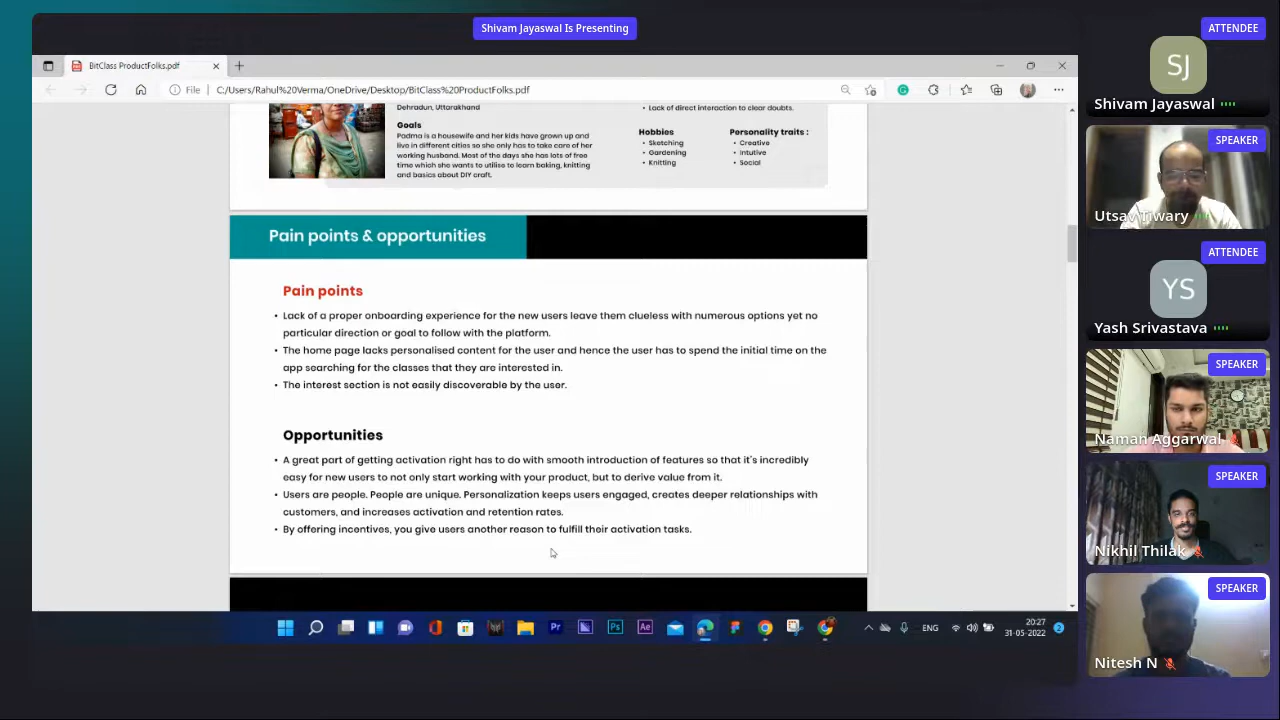 Shivam Jayaswal Is Presenting
BitClass ProductFolks.pdf
File
C:/Users/Rahul%20Verma/OneDrive/Desktop/BitClass%20ProductFolks.pdf
Dehradun, Uttarakhand
Goals
Padma is a housewife and her kids have grown up and
live in different cities so she only has to take care of her
working husband. Most of the days she has lots of free
time which she wants to utilise to learn baking, knitting
and basics about DIY craft.
• Lack of direct interaction to clear doubts.
Hobbies
• Sketching
• Gardening
• Knitting
Personality traits :
• Creative
• Intutive
• Social
Pain points & opportunities
Pain points
• Lack of a proper onboarding experience for the new users leave them clueless with numerous options yet no
particular direction or goal to follow with the platform.
• The home page lacks personalised content for the user and hence the user has to spend the initial time on the
app searching for the classes that they are interested in.
• The interest section is not easily discoverable by the user.
Opportunities
• A great part of getting activation right has to do with smooth introduction of features so that it's incredibly
easy for new users to not only start working with your product, but to derive value from it.
• Users are people. People are unique. Personalization keeps users engaged, creates deeper relationships with
customers, and increases activation and retention rates.
• By offering incentives, you give users another reason to fulfill their activation tasks.
Pr
Ps
Ae
ENG
20:27
31-05-2022
2
ATTENDEE
SJ
Shivam Jayaswal
SPEAKER
Utsav Tiwary
ATTENDEE
YS
Yash Srivastava
SPEAKER
Naman Aggarwal
SPEAKER
Nikhil Thilak
SPEAKER
Nitesh N